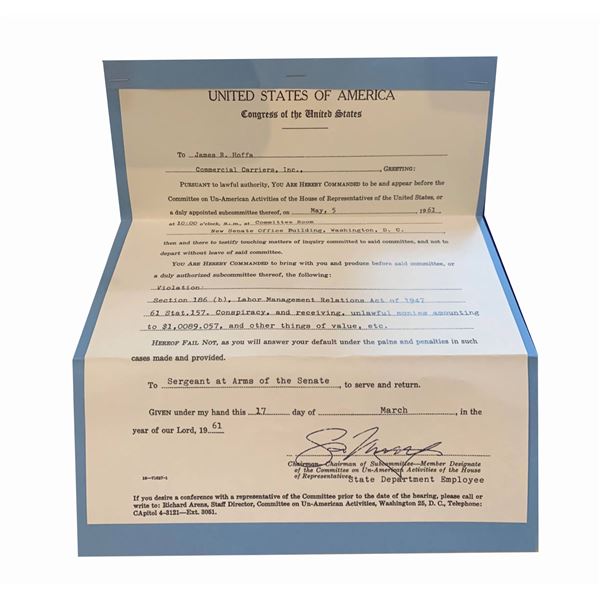 UNITED STATES OF AMERICA
Congress of the United States
To James R. Hoffa
Commercial Carriers, Inc., , GREETING:
PURSUANT to lawful authority, YOU ARE HEREBY COMMANDED to be and appear before the
Committee on Un-American Activities of the House of Representatives of the United States, or
a duly appointed subcommittee thereof, on May, 5 , 1961,
at 10:00 o'clock, a.m., at Committee Room
New Senate Office Building, Washington, D. C.
then and there to testify touching matters of inquiry committed to said committee, and not to
depart without leave of said committee.
YOU ARE HEREBY COMMANDED to bring with you and produce before said committee, or
a duly authorized subcommittee thereof, the following:
Violation:
Section 186 (b), Labor Management Relations Act of 1947
61 Stat.157. Conspiracy, and receiving, unlawful monies amounting
to $1,0089.057, and other things of value, etc.
HEREOF FAIL NOT, as you will answer your default under the pains and penalties in such
cases made and provided.
To Sergeant at Arms of the Senate , to serve and return.
GIVEN under my hand this 17 day of March , in the
year of our Lord, 19 61
Chairman—Chairman of Subcommittee—Member Designate
of the Committee on Un-American Activities of the House
of Representatives
State Department Employee
If you desire a conference with a representative of the Committee prior to the date of the hearing, please call or
write to: Richard Arens, Staff Director, Committee on Un-American Activities, Washington 25, D. C., Telephone:
CApitol 4-3121—Ext. 3051.